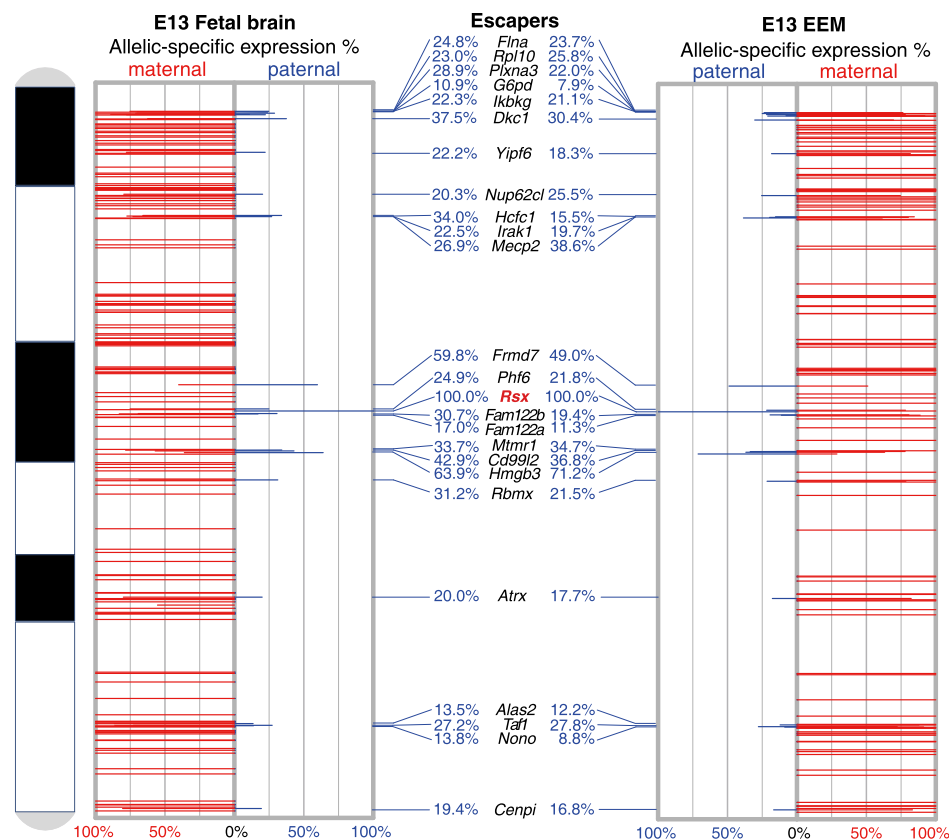 E13 Fetal brain
Escapers
E13 EEM
Allelic-specific expression %
Allelic-specific expression %
maternal
paternal
paternal
maternal
24.8% Flna 23.7%
23.0% Rpl10 25.8%
28.9% Plxna3 22.0%
10.9% G6pd 7.9%
22.3% Ikbkg 21.1%
37.5% Dkc1 30.4%
22.2% Yipf6 18.3%
20.3% Nup62cl 25.5%
34.0% Hcfc1 15.5%
22.5% Irak1 19.7%
26.9% Mecp2 38.6%
59.8% Frmd7 49.0%
24.9% Phf6 21.8%
100.0% Rsx 100.0%
30.7% Fam122b 19.4%
17.0% Fam122a 11.3%
33.7% Mtmr1 34.7%
42.9% Cd99l2 36.8%
63.9% Hmgb3 71.2%
31.2% Rbmx 21.5%
20.0% Atrx 17.7%
13.5% Alas2 12.2%
27.2% Taf1 27.8%
13.8% Nono 8.8%
19.4% Cenpi 16.8%
100% 50% 0% 50% 100%
100% 50% 0% 50% 100%